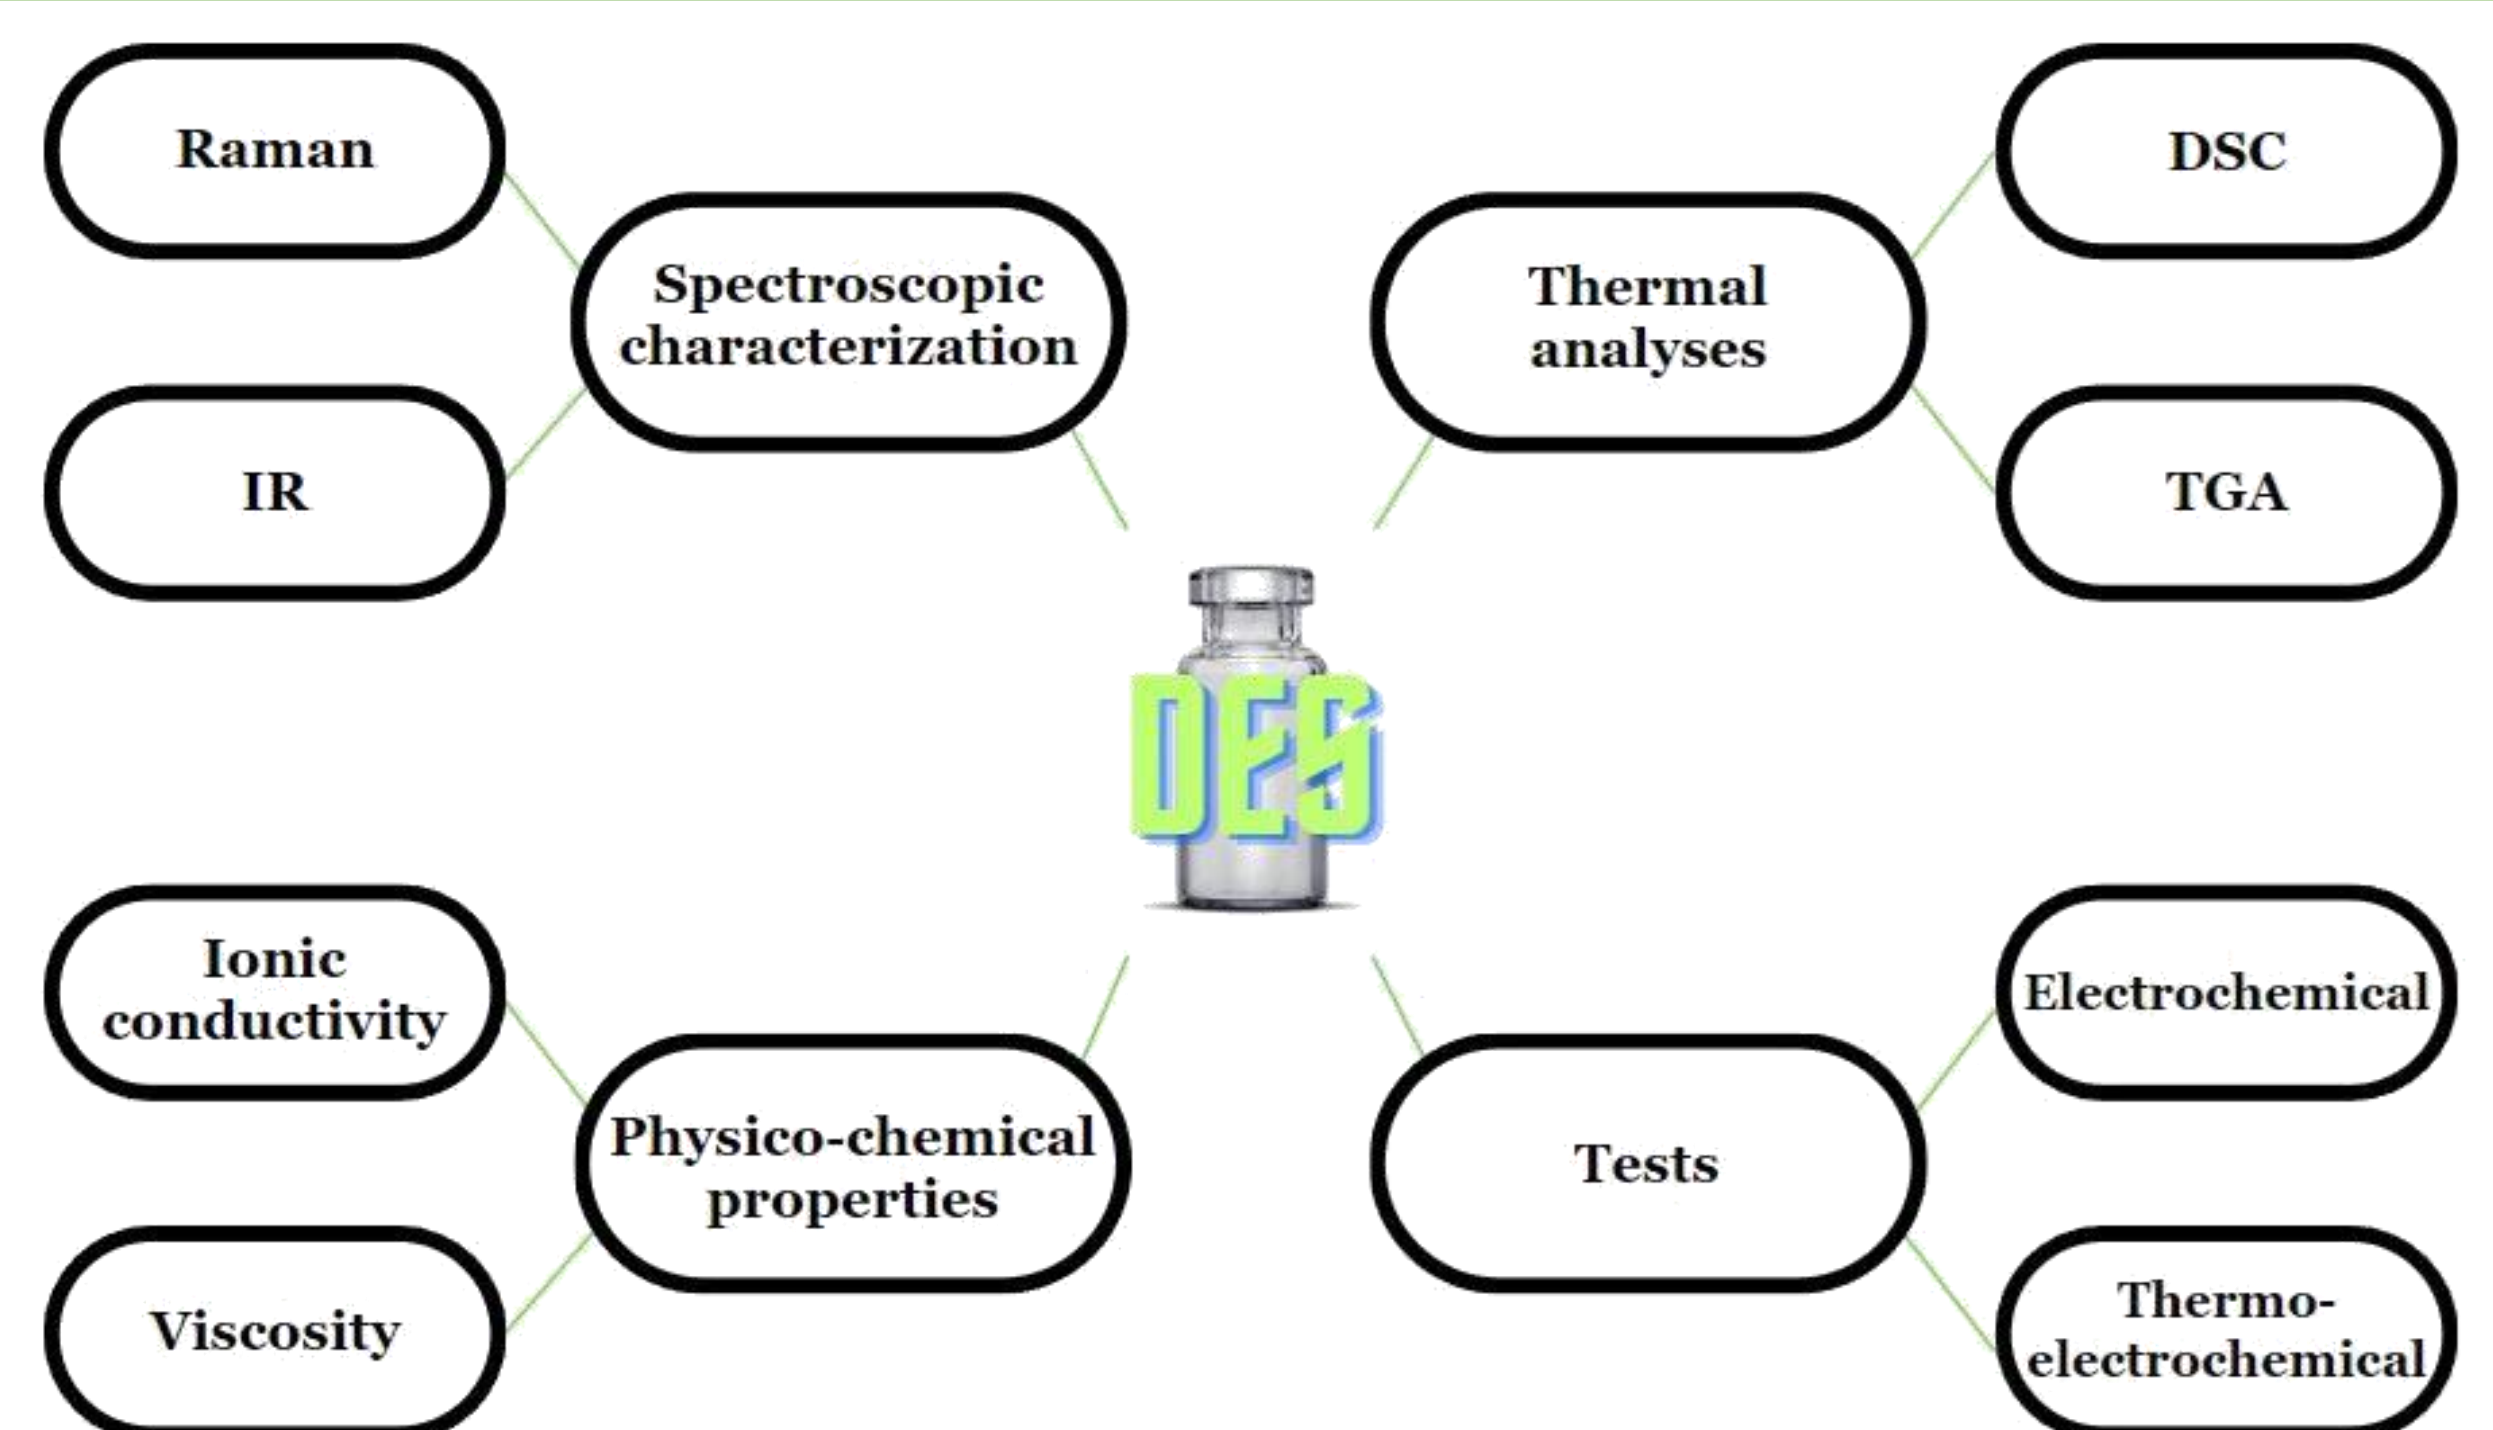 Raman
IR
Spectroscopic
characterization
Thermal
analyses
DSC
TGA
DES
Ionic
conductivity
Viscosity
Physico-chemical
properties
Tests
Electrochemical
Thermo-
electrochemical